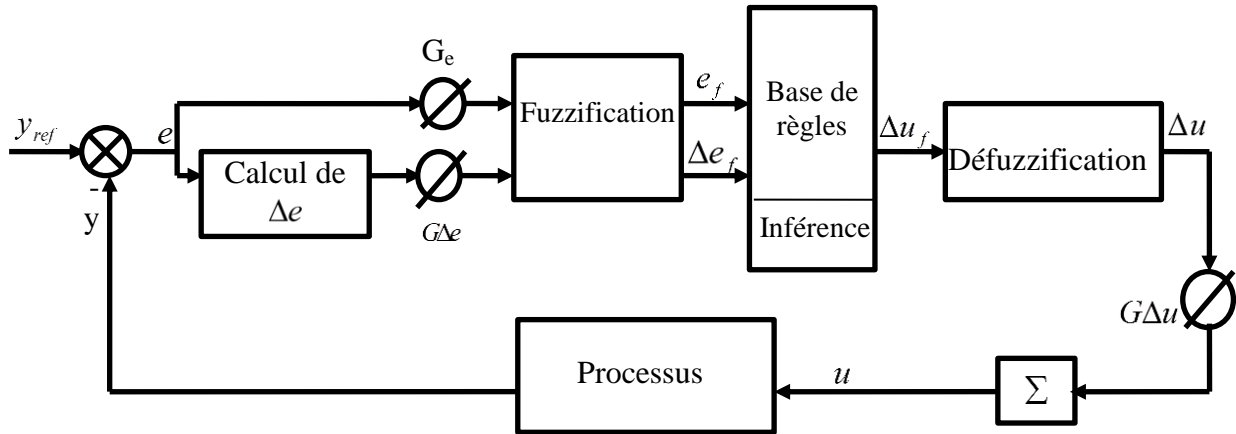 y_ref
-
y
e
Calcul de
Δe
G_e
GΔe
Fuzzification
e_f
Δe_f
Base de
règles
Inférence
Δu_f
Défuzzification
Δu
GΔu
Σ
u
Processus